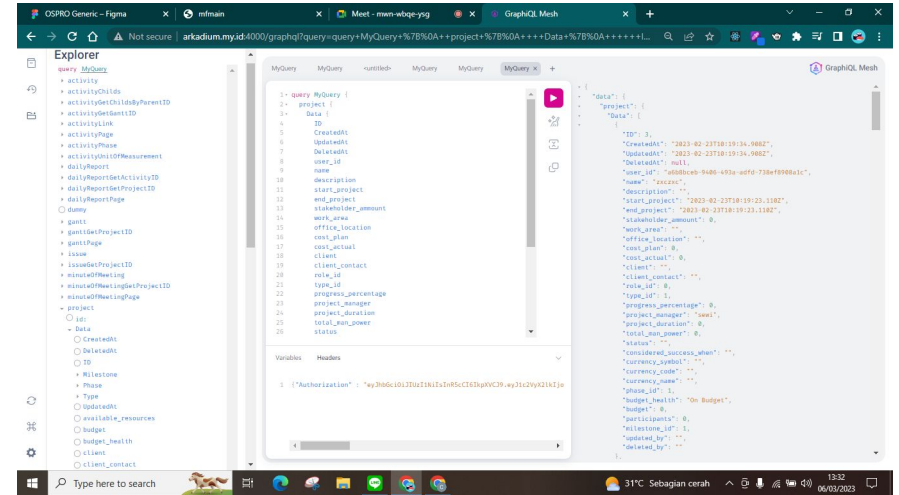 OSPRO Generic – Figma
mfmain
Meet - mwn-wbqe-ysg
GraphiQL Mesh
Not secure
arkadium.my.id:4000/graphql?query=query+MyQuery+%7B%0A++project+%7B%0A++++Data+%7B%0A++++++I...
Explorer
query MyQuery
activity
activityChilds
activityGetChildsByParentID
activityGetGanttID
activityLink
activityPage
activityPhase
activityUnitOfMeasurement
dailyReport
dailyReportGetActivityID
dailyReportGetProjectID
dailyReportPage
dummy
gantt
ganttGetProjectID
ganttPage
issue
issueGetProjectID
minuteOfMeeting
minuteOfMeetingGetProjectID
minuteOfMeetingPage
project
id:
Data
CreatedAt
DeletedAt
ID
Milestone
Phase
Type
UpdatedAt
available_resources
budget
budget_health
client
client_contact
MyQuery
MyQuery
<untitled>
MyQuery
MyQuery
MyQuery ×
+
GraphiQL Mesh
1 query MyQuery {
2 project {
3 Data {
4 ID
5 CreatedAt
6 UpdatedAt
7 DeletedAt
8 user_id
9 name
10 description
11 start_project
12 end_project
13 stakeholder_ammount
14 work_area
15 office_location
16 cost_plan
17 cost_actual
18 client
19 client_contact
20 role_id
21 type_id
22 progress_percentage
23 project_manager
24 project_duration
25 total_man_power
26 status
Variables
Headers
1 {"Authorization" :
{
"data": {
"project": {
"Data": [
{
"ID": 3,
"CreatedAt": "2023-02-23T10:19:34.908Z",
"UpdatedAt": "2023-02-23T10:19:34.908Z",
"DeletedAt": null,
"user_id":
"name": "zxczxc",
"description": "",
"start_project": "2023-02-23T10:19:23.110Z",
"end_project": "2023-02-23T10:19:23.110Z",
"stakeholder_ammount": 0,
"work_area": "",
"office_location": "",
"cost_plan": 0,
"cost_actual": 0,
"client": "",
"client_contact": "",
"role_id": 0,
"type_id": 1,
"progress_percentage": 0,
"project_manager": "sewi",
"project_duration": 0,
"total_man_power": 0,
"status": "",
"considered_success_when": "",
"currency_symbol": "",
"currency_code": "",
"currency_name": "",
"phase_id": 1,
"budget_health": "On Budget",
"budget": 0,
"participants": 0,
"milestone_id": 1,
"updated_by": "",
"deleted_by": ""
},
Type here to search
31°C Sebagian cerah
13:32
06/03/2023